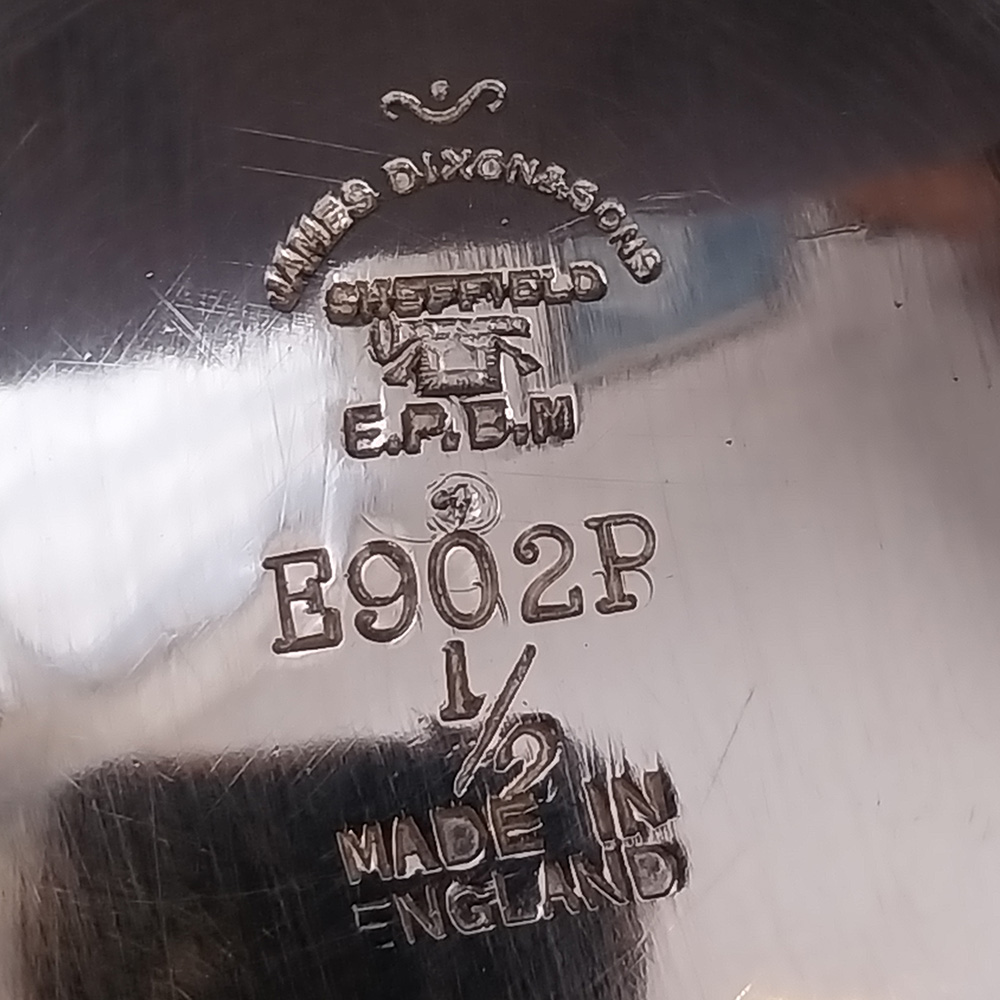 JAMES DIXON & SONS
SHEFFIELD
E.P.B.M
E902P
1/2
MADE IN
ENGLAND